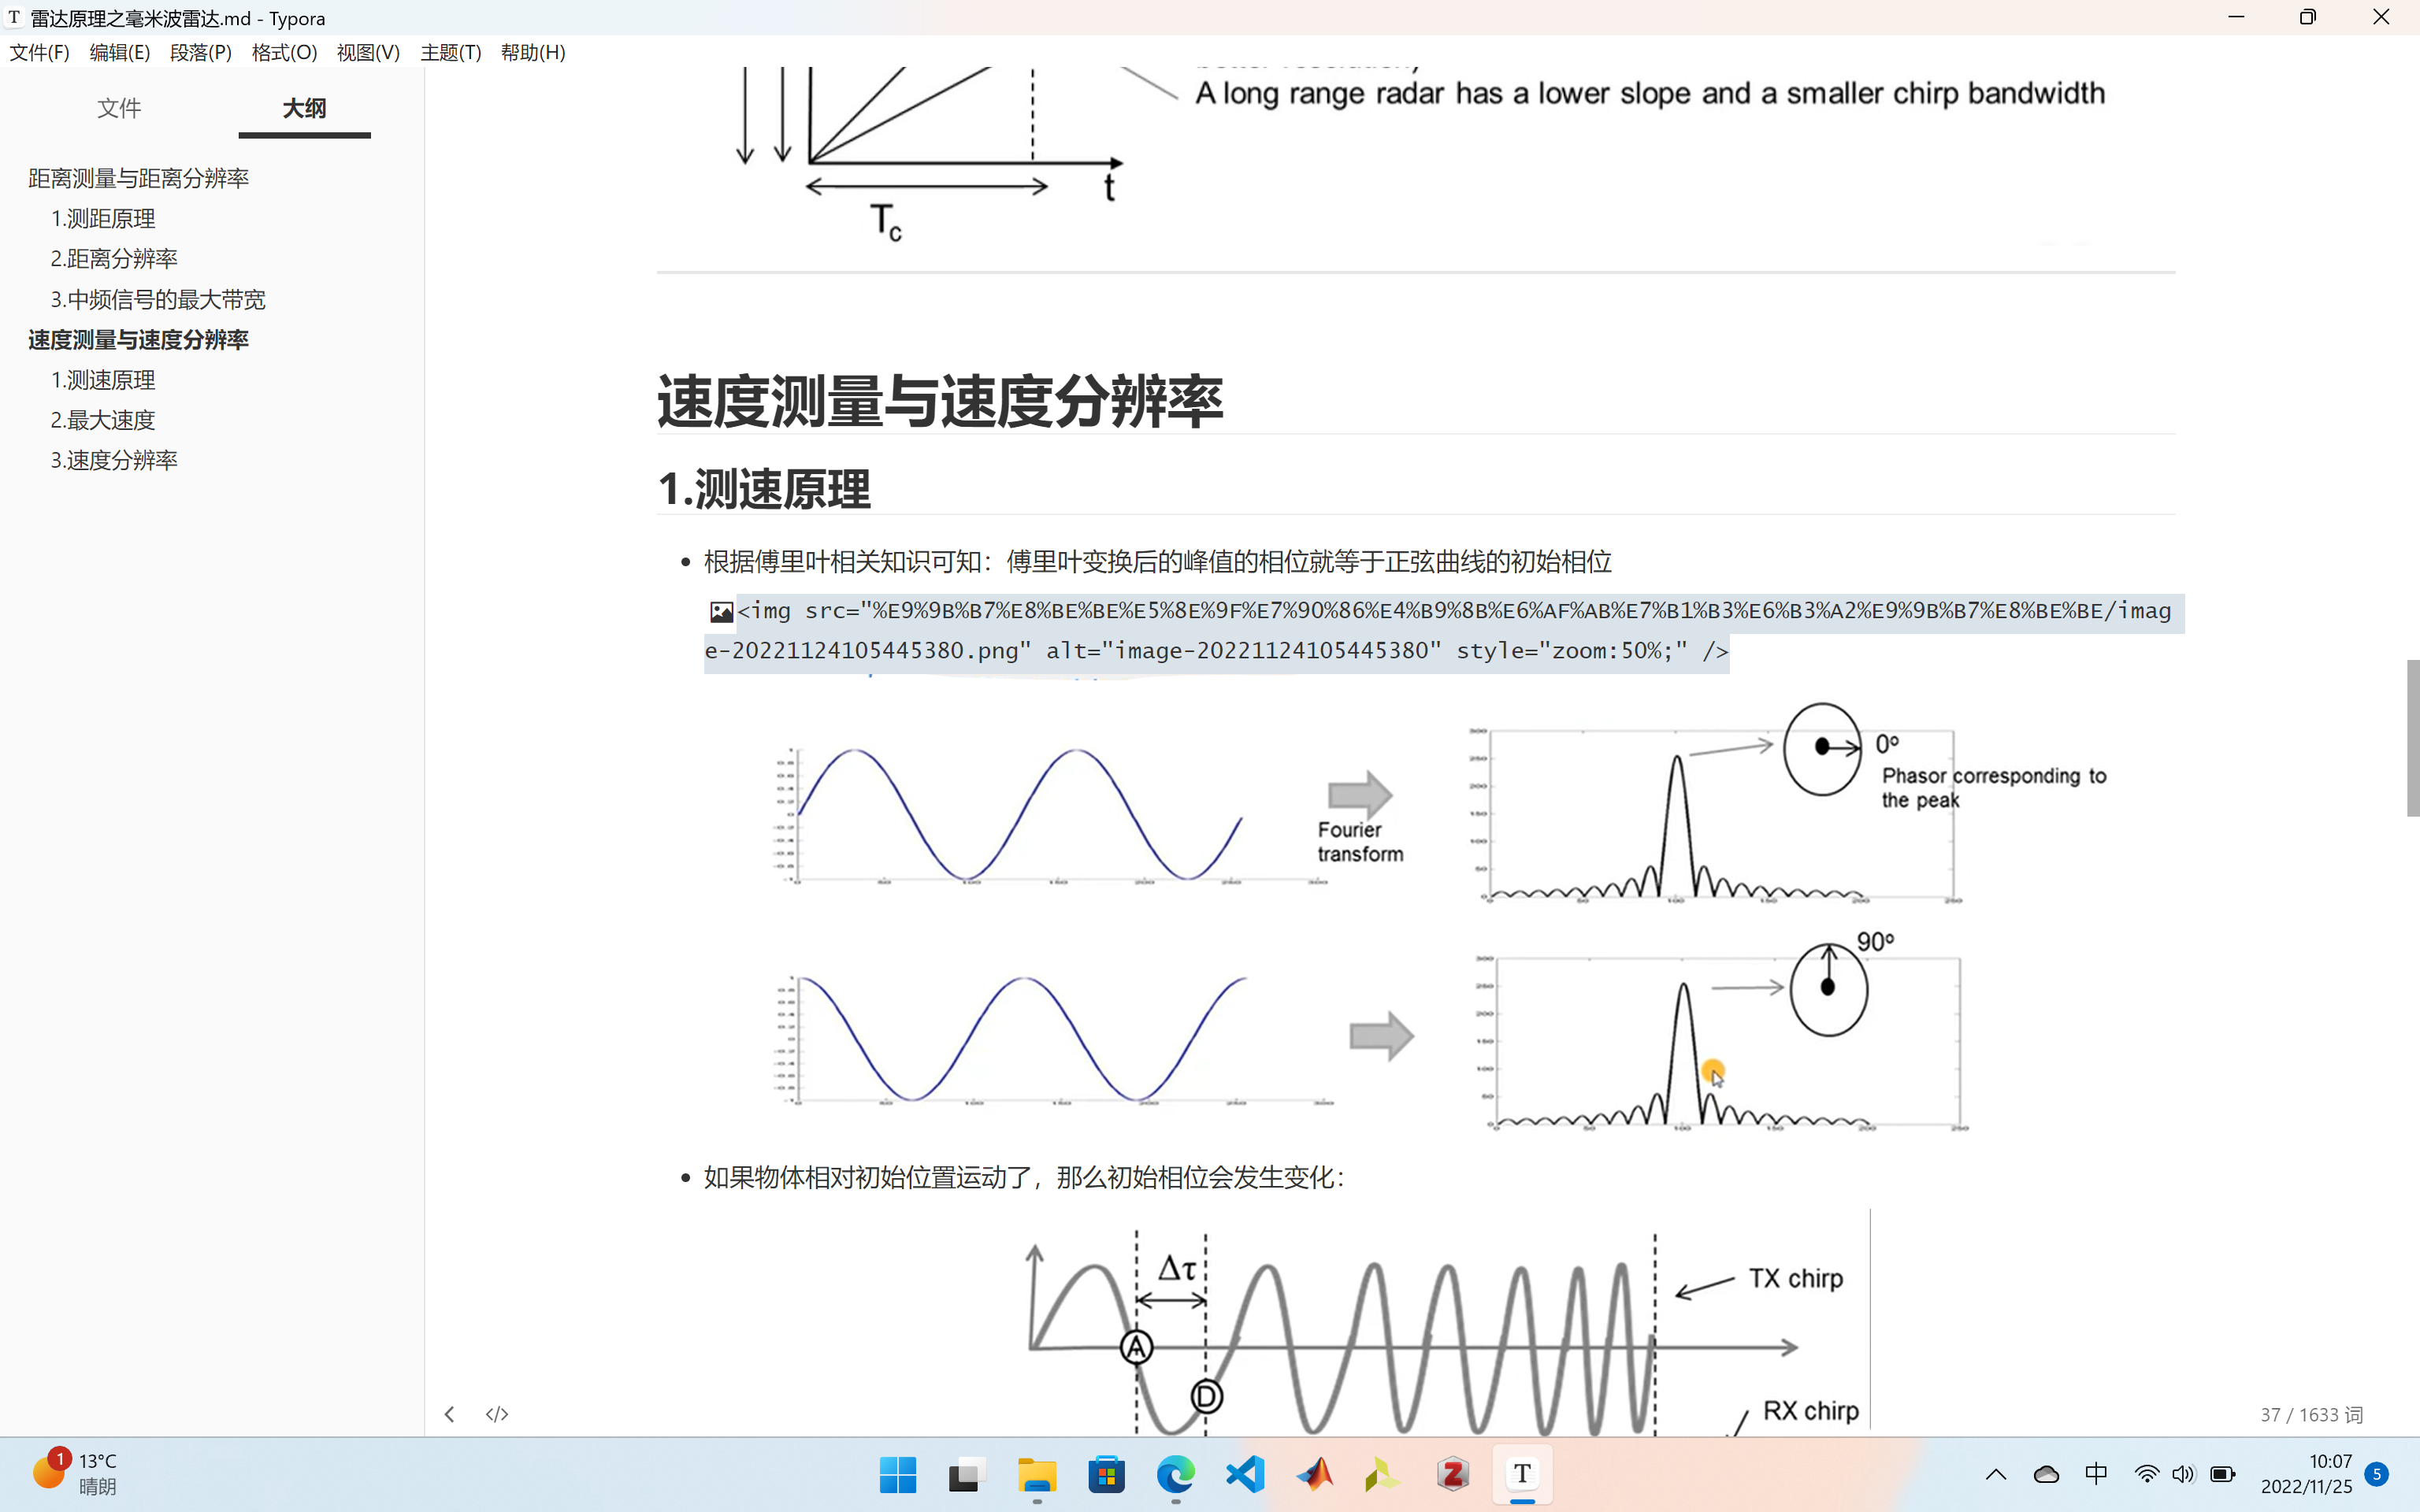 雷达原理之毫米波雷达.md - Typora
文件(F) 编辑(E) 段落(P) 格式(O) 视图(V) 主题(T) 帮助(H)
文件 大纲
距离测量与距离分辨率
1.测距原理
2.距离分辨率
3.中频信号的最大带宽
速度测量与速度分辨率
1.测速原理
2.最大速度
3.速度分辨率
A long range radar has a lower slope and a smaller chirp bandwidth
t
Tc
速度测量与速度分辨率
1.测速原理
根据傅里叶相关知识可知：傅里叶变换后的峰值的相位就等于正弦曲线的初始相位
<img src="%E9%9B%B7%E8%BE%BE%E5%8E%9F%E7%90%86%E4%B9%8B%E6%AF%AB%E7%B1%B3%E6%B3%A2%E9%9B%B7%E8%BE%BE/imag
e-20221124105445380.png" alt="image-20221124105445380" style="zoom:50%;" />
Fourier
transform
0º
Phasor corresponding to
the peak
90º
如果物体相对初始位置运动了，那么初始相位会发生变化：
Δτ
TX chirp
A
D
RX chirp
37 / 1633 词
1
13°C
晴朗
T
中
10:07
2022/11/25
5